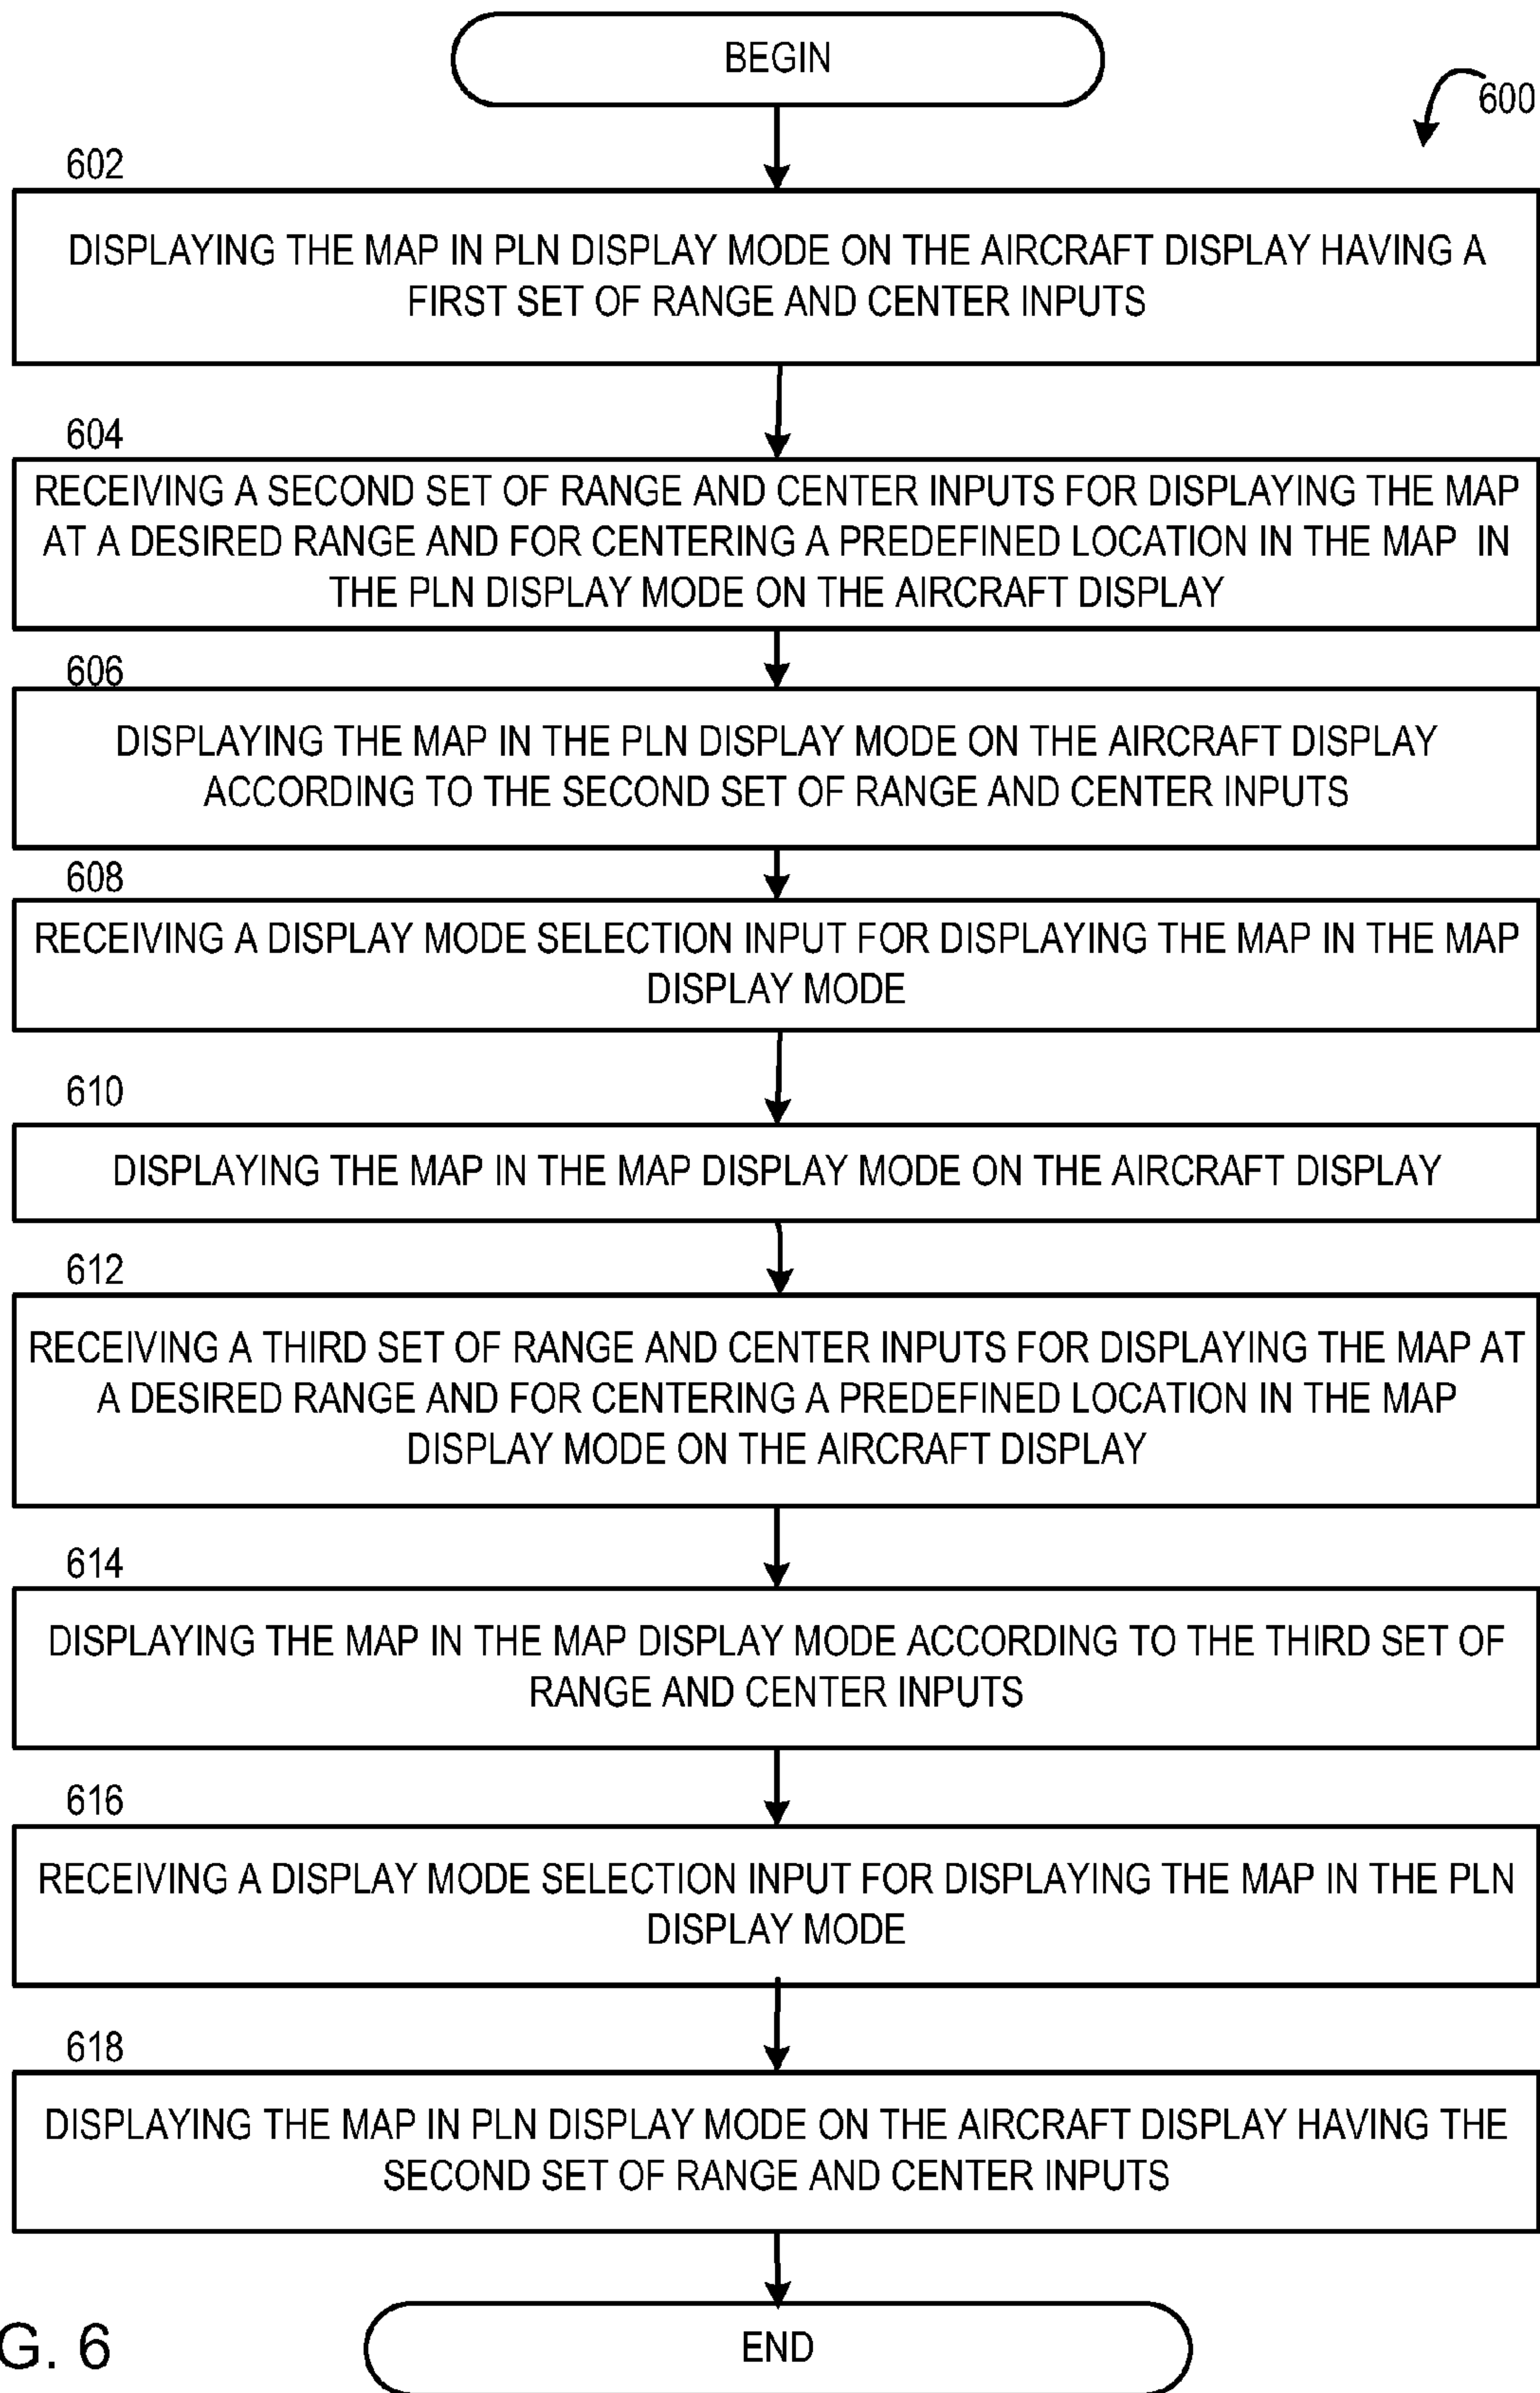 BEGIN
600
602
DISPLAYING THE MAP IN PLN DISPLAY MODE ON THE AIRCRAFT DISPLAY HAVING A
FIRST SET OF RANGE AND CENTER INPUTS
604
RECEIVING A SECOND SET OF RANGE AND CENTER INPUTS FOR DISPLAYING THE MAP
AT A DESIRED RANGE AND FOR CENTERING A PREDEFINED LOCATION IN THE MAP IN
THE PLN DISPLAY MODE ON THE AIRCRAFT DISPLAY
606
DISPLAYING THE MAP IN THE PLN DISPLAY MODE ON THE AIRCRAFT DISPLAY
ACCORDING TO THE SECOND SET OF RANGE AND CENTER INPUTS
608
RECEIVING A DISPLAY MODE SELECTION INPUT FOR DISPLAYING THE MAP IN THE MAP
DISPLAY MODE
610
DISPLAYING THE MAP IN THE MAP DISPLAY MODE ON THE AIRCRAFT DISPLAY
612
RECEIVING A THIRD SET OF RANGE AND CENTER INPUTS FOR DISPLAYING THE MAP AT
A DESIRED RANGE AND FOR CENTERING A PREDEFINED LOCATION IN THE MAP
DISPLAY MODE ON THE AIRCRAFT DISPLAY
614
DISPLAYING THE MAP IN THE MAP DISPLAY MODE ACCORDING TO THE THIRD SET OF
RANGE AND CENTER INPUTS
616
RECEIVING A DISPLAY MODE SELECTION INPUT FOR DISPLAYING THE MAP IN THE PLN
DISPLAY MODE
618
DISPLAYING THE MAP IN PLN DISPLAY MODE ON THE AIRCRAFT DISPLAY HAVING THE
SECOND SET OF RANGE AND CENTER INPUTS
END
G. 6